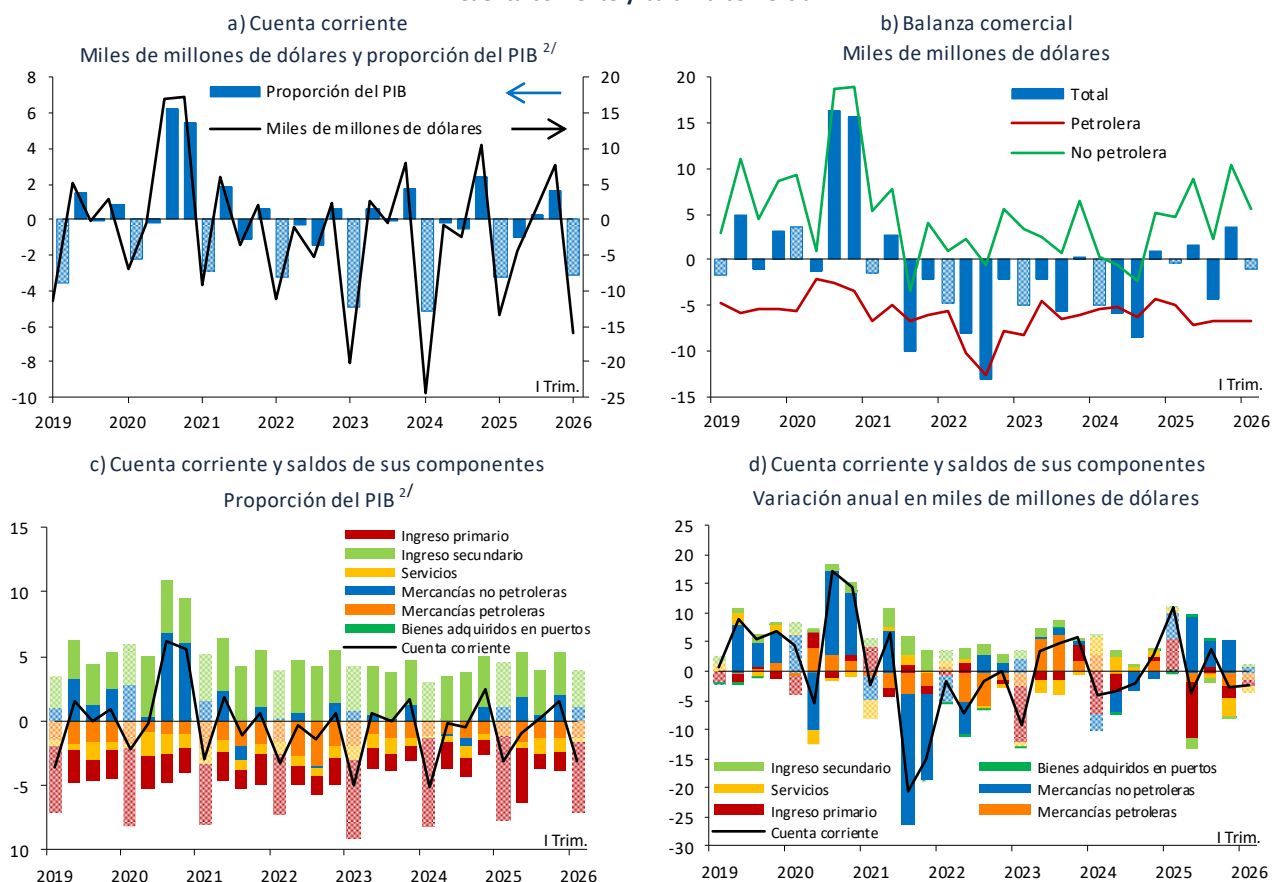 a) Cuenta corriente
Miles de millones de dólares y proporción del PIB 2/
8
6
4
2
0
-2
-4
-6
-8
-10
20
15
10
5
0
-5
-10
-15
-20
-25
Proporción del PIB
Miles de millones de dólares
I Trim.
2019 2020 2021 2022 2023 2024 2025 2026
b) Balanza comercial
Miles de millones de dólares
20
15
10
5
0
-5
-10
-15
Total
Petrolera
No petrolera
I Trim.
2019 2020 2021 2022 2023 2024 2025 2026
c) Cuenta corriente y saldos de sus componentes
Proporción del PIB 2/
15
10
5
0
-5
10
Ingreso primario
Ingreso secundario
Servicios
Mercancías no petroleras
Mercancías petroleras
Bienes adquiridos en puertos
Cuenta corriente
I Trim.
2019 2020 2021 2022 2023 2024 2025 2026
d) Cuenta corriente y saldos de sus componentes
Variación anual en miles de millones de dólares
25
20
15
10
5
0
-5
-10
-15
-20
-25
-30
Ingreso secundario
Servicios
Ingreso primario
Cuenta corriente
Bienes adquiridos en puertos
Mercancías no petroleras
Mercancías petroleras
I Trim.
2019 2020 2021 2022 2023 2024 2025 2026